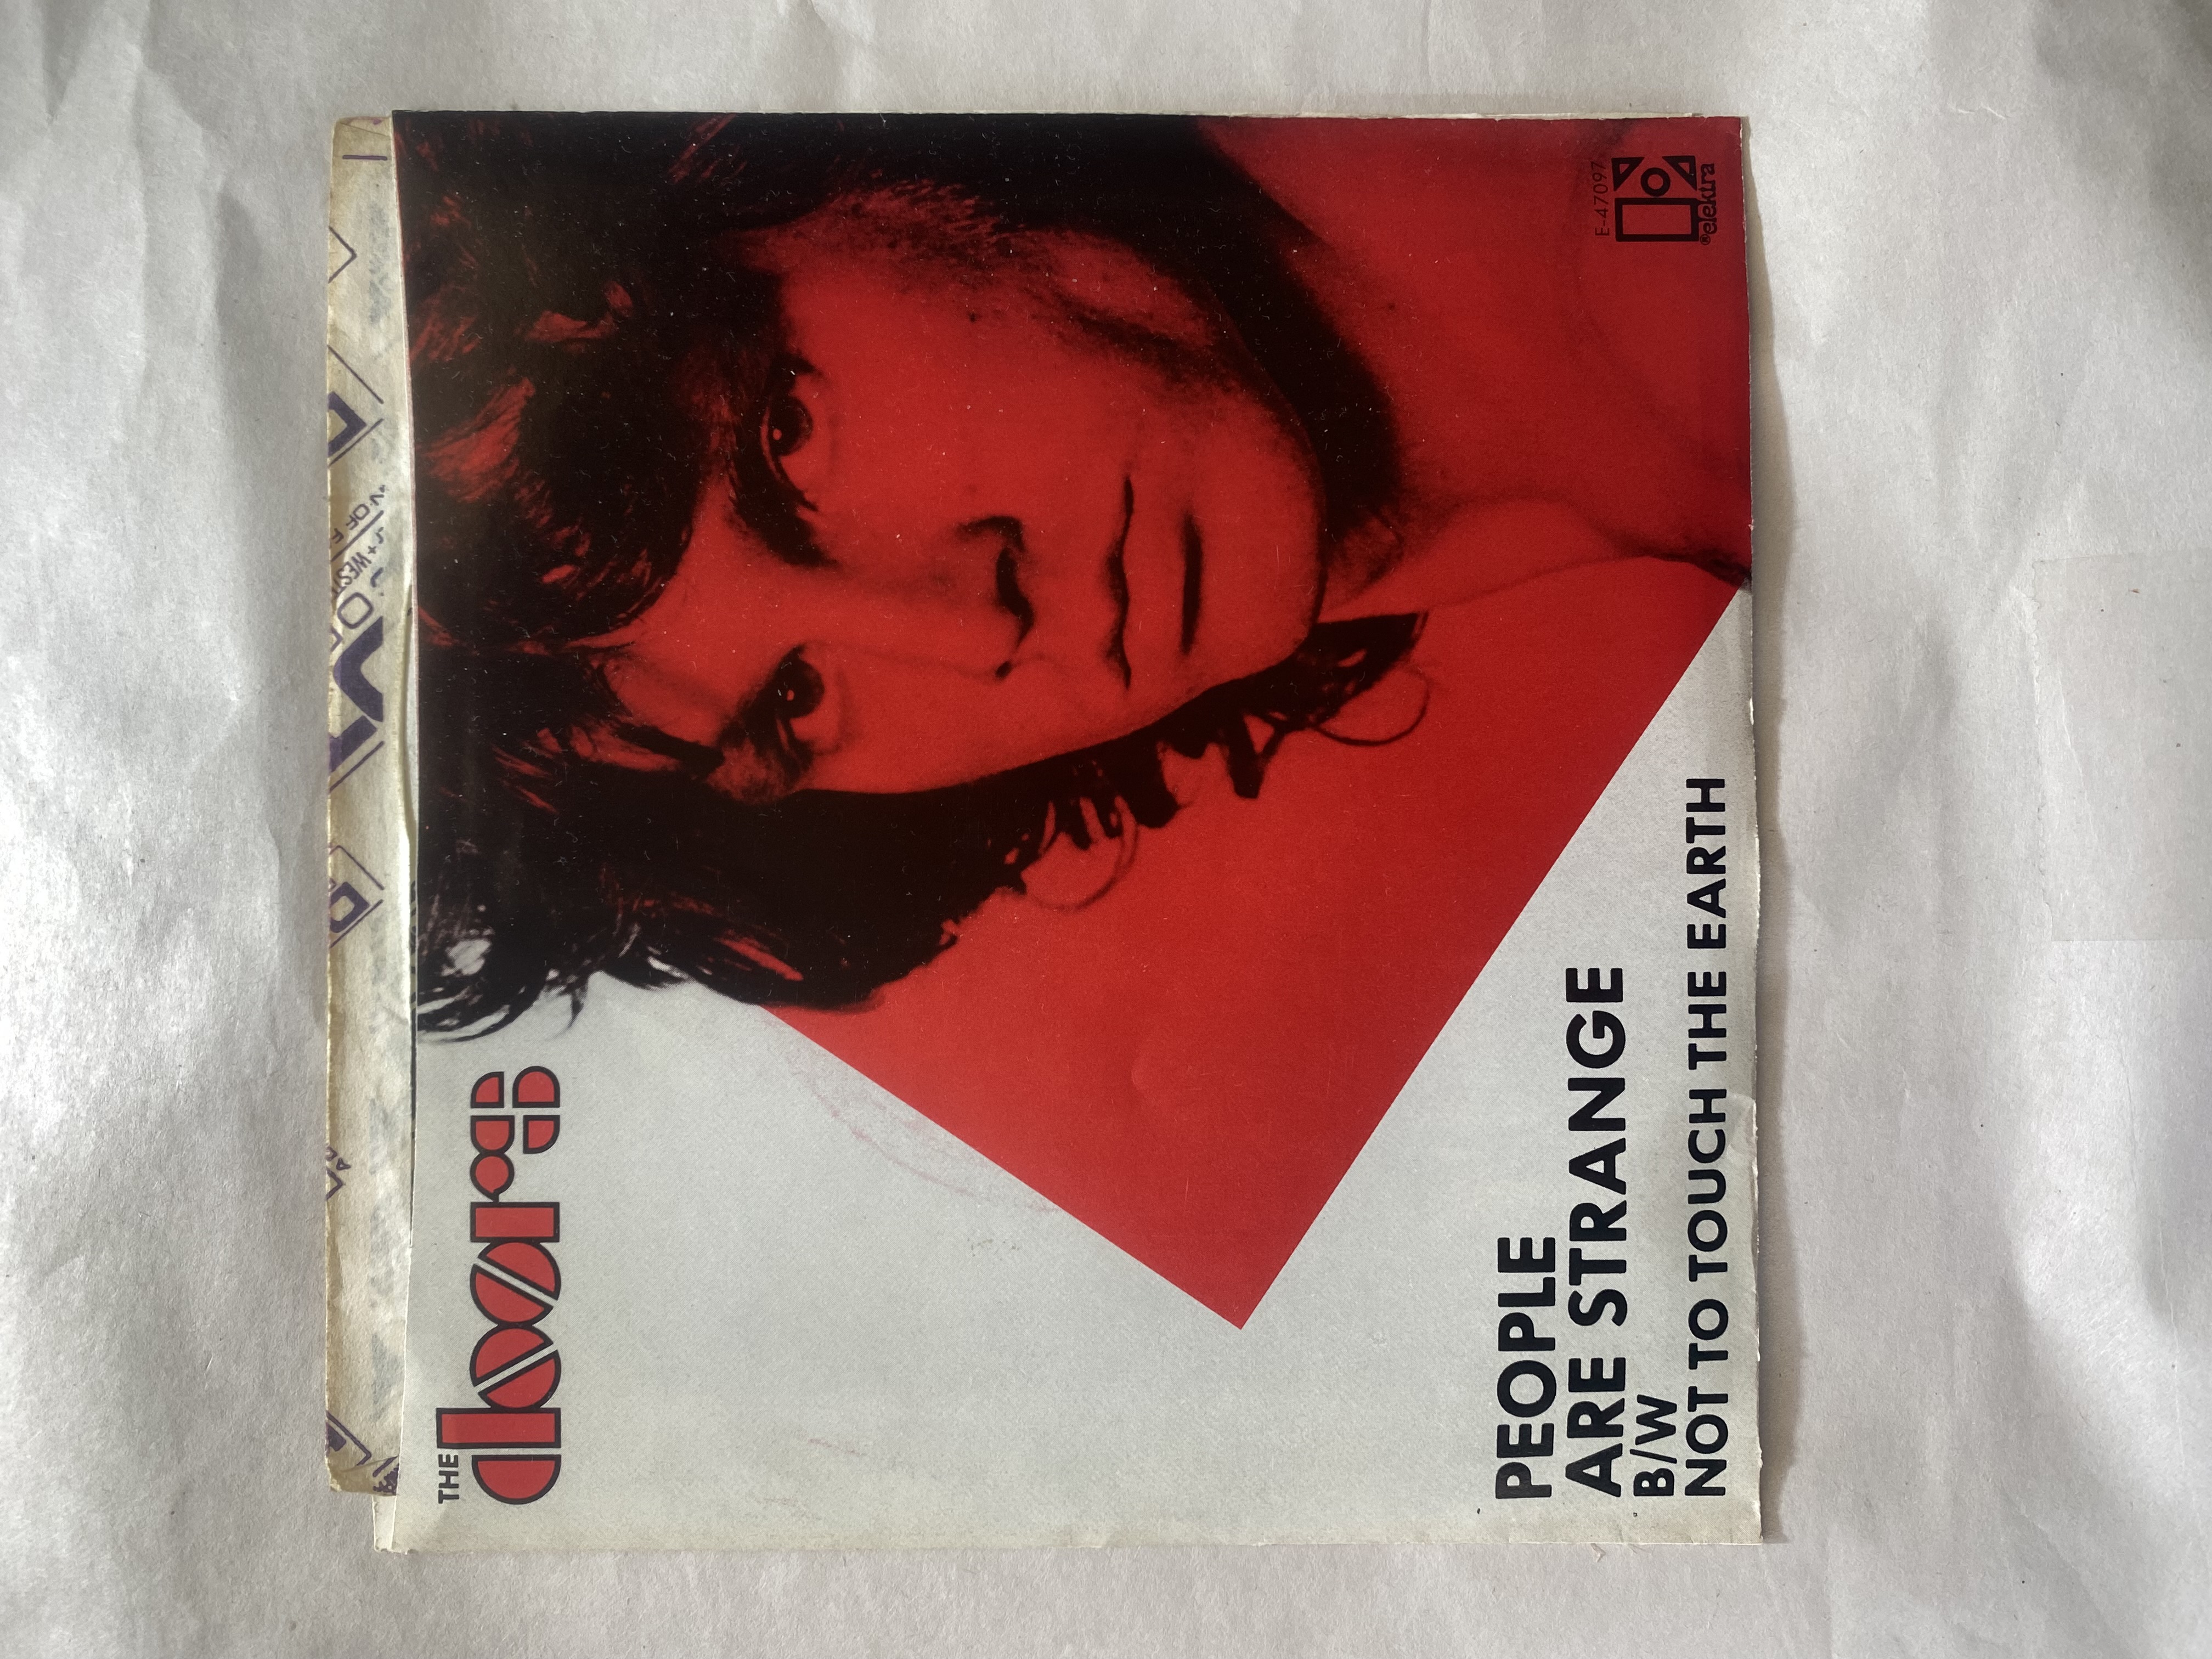 THE
doors
PEOPLE
ARE STRANGE
B/W
NOT TO TOUCH THE EARTH
E-47097
®elektra